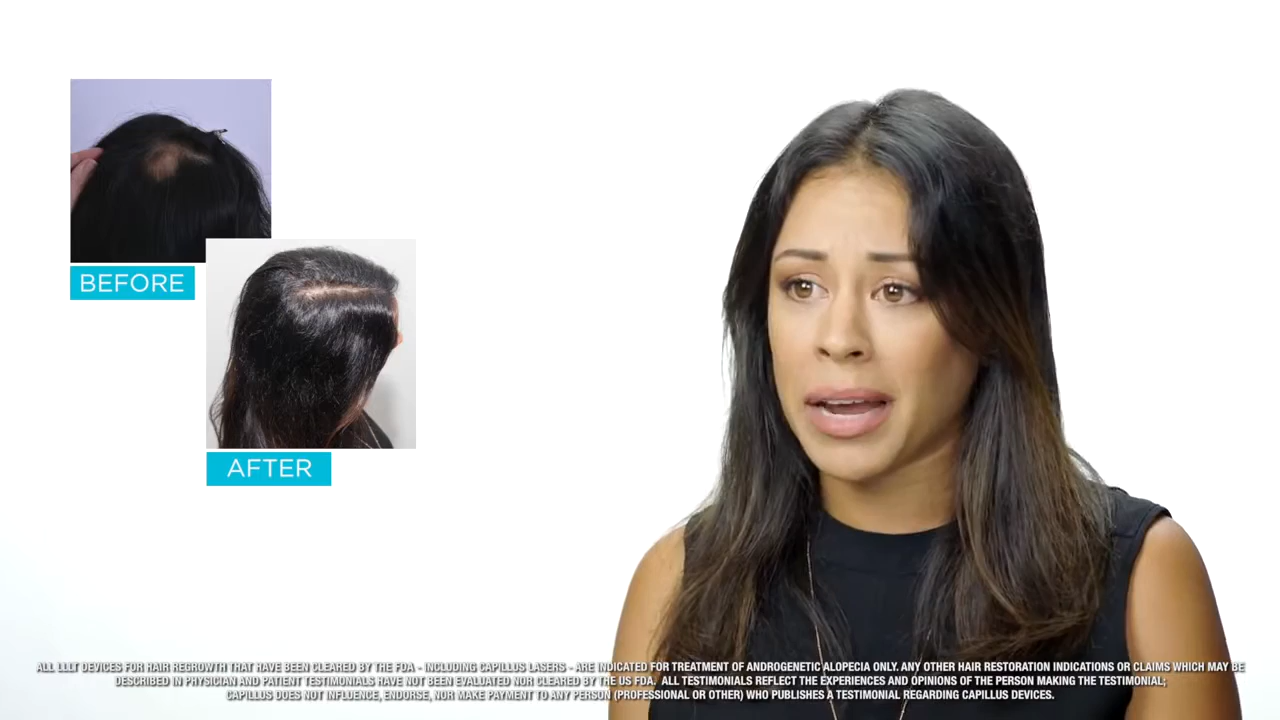 BEFORE
AFTER
ALL LLLT DEVICES FOR HAIR REGROWTH THAT HAVE BEEN CLEARED BY THE FDA - INCLUDING CAPILLUS LASERS - ARE INDICATED FOR TREATMENT OF ANDROGENETIC ALOPECIA ONLY. ANY OTHER HAIR RESTORATION INDICATIONS OR CLAIMS WHICH MAY BE
DESCRIBED IN PHYSICIAN AND PATIENT TESTIMONIALS HAVE NOT BEEN EVALUATED NOR CLEARED BY THE US FDA. ALL TESTIMONIALS REFLECT THE EXPERIENCES AND OPINIONS OF THE PERSON MAKING THE TESTIMONIAL;
CAPILLUS DOES NOT INFLUENCE, ENDORSE, NOR MAKE PAYMENT TO ANY PERSON (PROFESSIONAL OR OTHER) WHO PUBLISHES A TESTIMONIAL REGARDING CAPILLUS DEVICES.